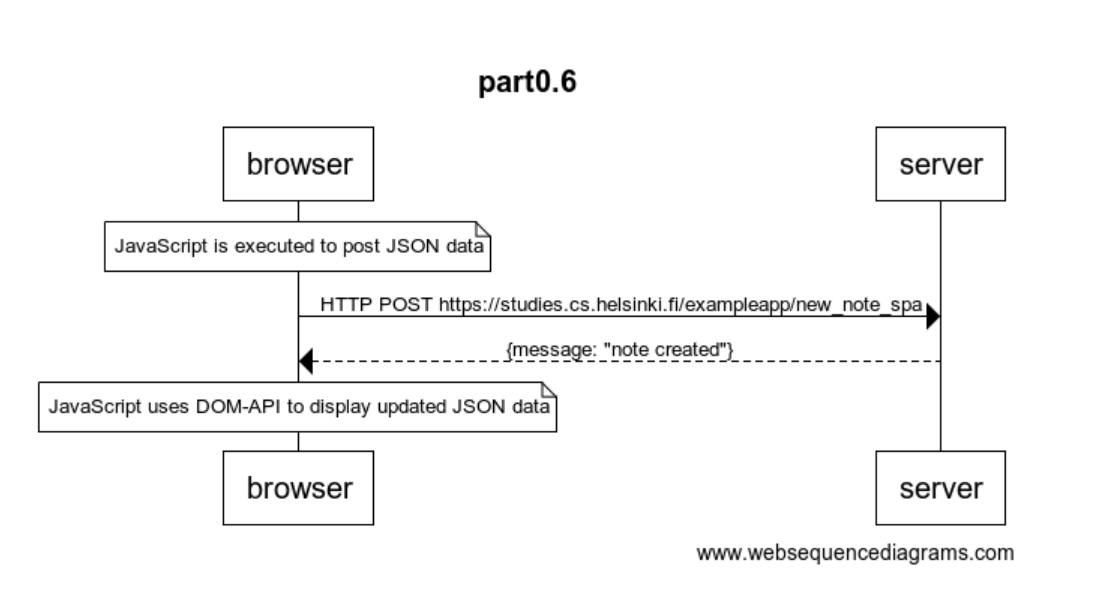 part0.6
browser
server
JavaScript is executed to post JSON data
HTTP POST https://studies.cs.helsinki.fi/exampleapp/new_note_spa
{message: "note created"}
JavaScript uses DOM-API to display updated JSON data
browser
server
www.websequencediagrams.com